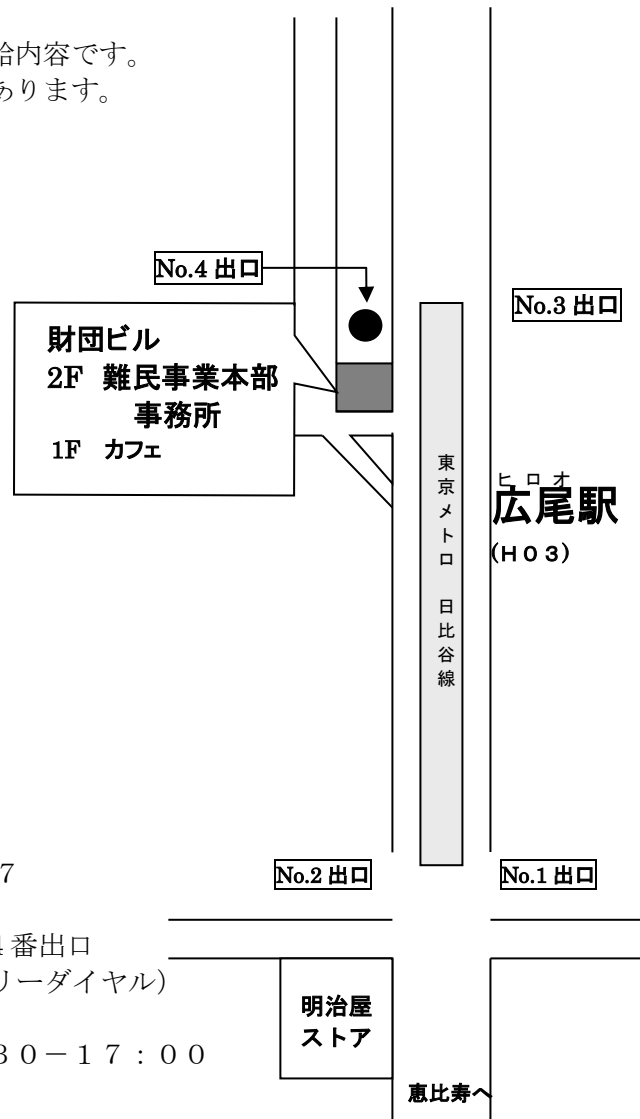 給内容です。
あります。
No.4 出口
No.3 出口
財団ビル
2F 難民事業本部
事務所
1F カフェ
東京メトロ 日比谷線
ヒロオ
広尾駅
(Ｈ０３)
7
No.2 出口
No.1 出口
番出口
リーダイヤル）
明治屋
ストア
３０－１７：００
恵比寿へ